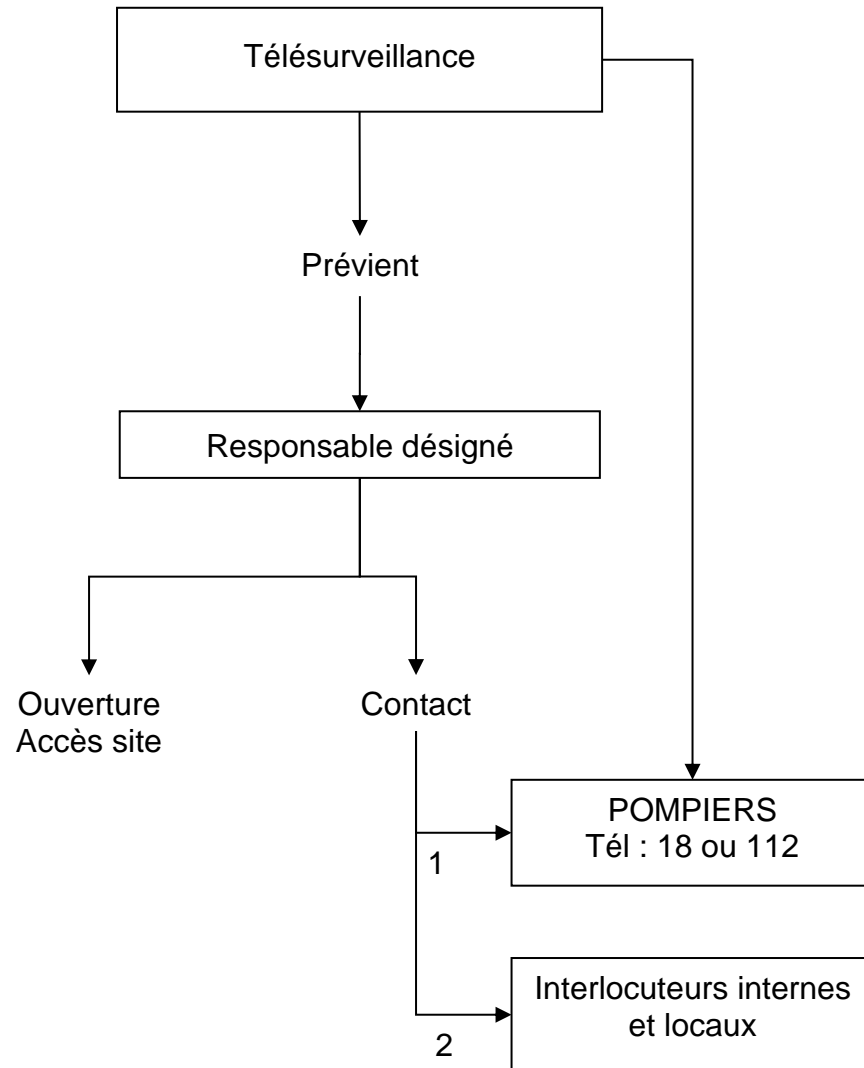 Télésurveillance
Prévient
Responsable désigné
Ouverture
Accès site
Contact
POMPIERS
Tél : 18 ou 112
1
Interlocuteurs internes
et locaux
2